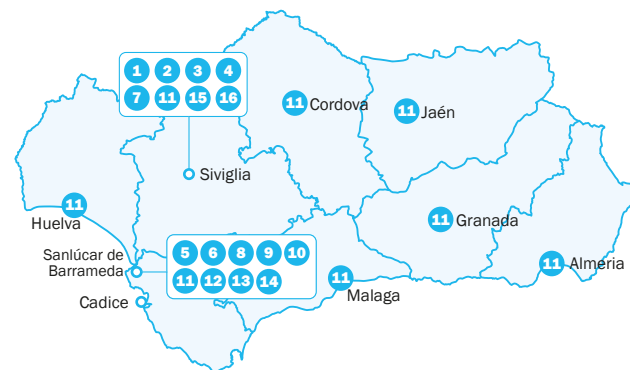 1 2 3 4
7 11 15 16
11 Cordova
11 Jaén
Siviglia
11
Huelva
11 Granada
Sanlúcar de
Barrameda
5 6 8 9 10
11 12 13 14
11 Almeria
11
Malaga
Cadice